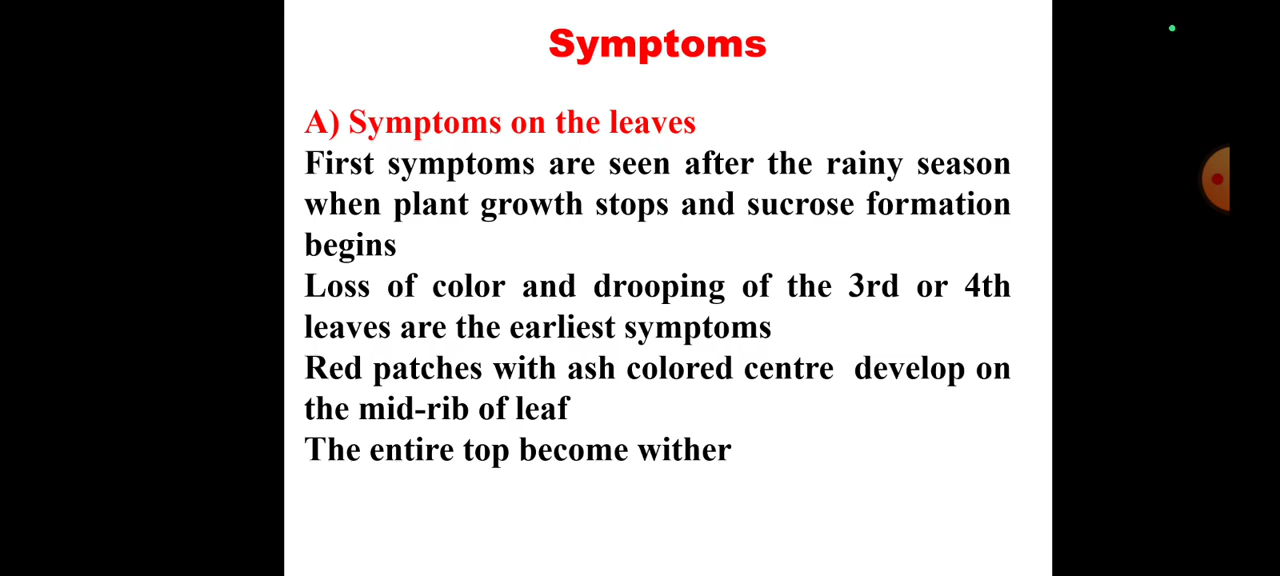 Symptoms
A) Symptoms on the leaves
First symptoms are seen after the rainy season
when plant growth stops and sucrose formation
begins
Loss of color and drooping of the 3rd or 4th
leaves are the earliest symptoms
Red patches with ash colored centre develop on
the mid-rib of leaf
The entire top become wither